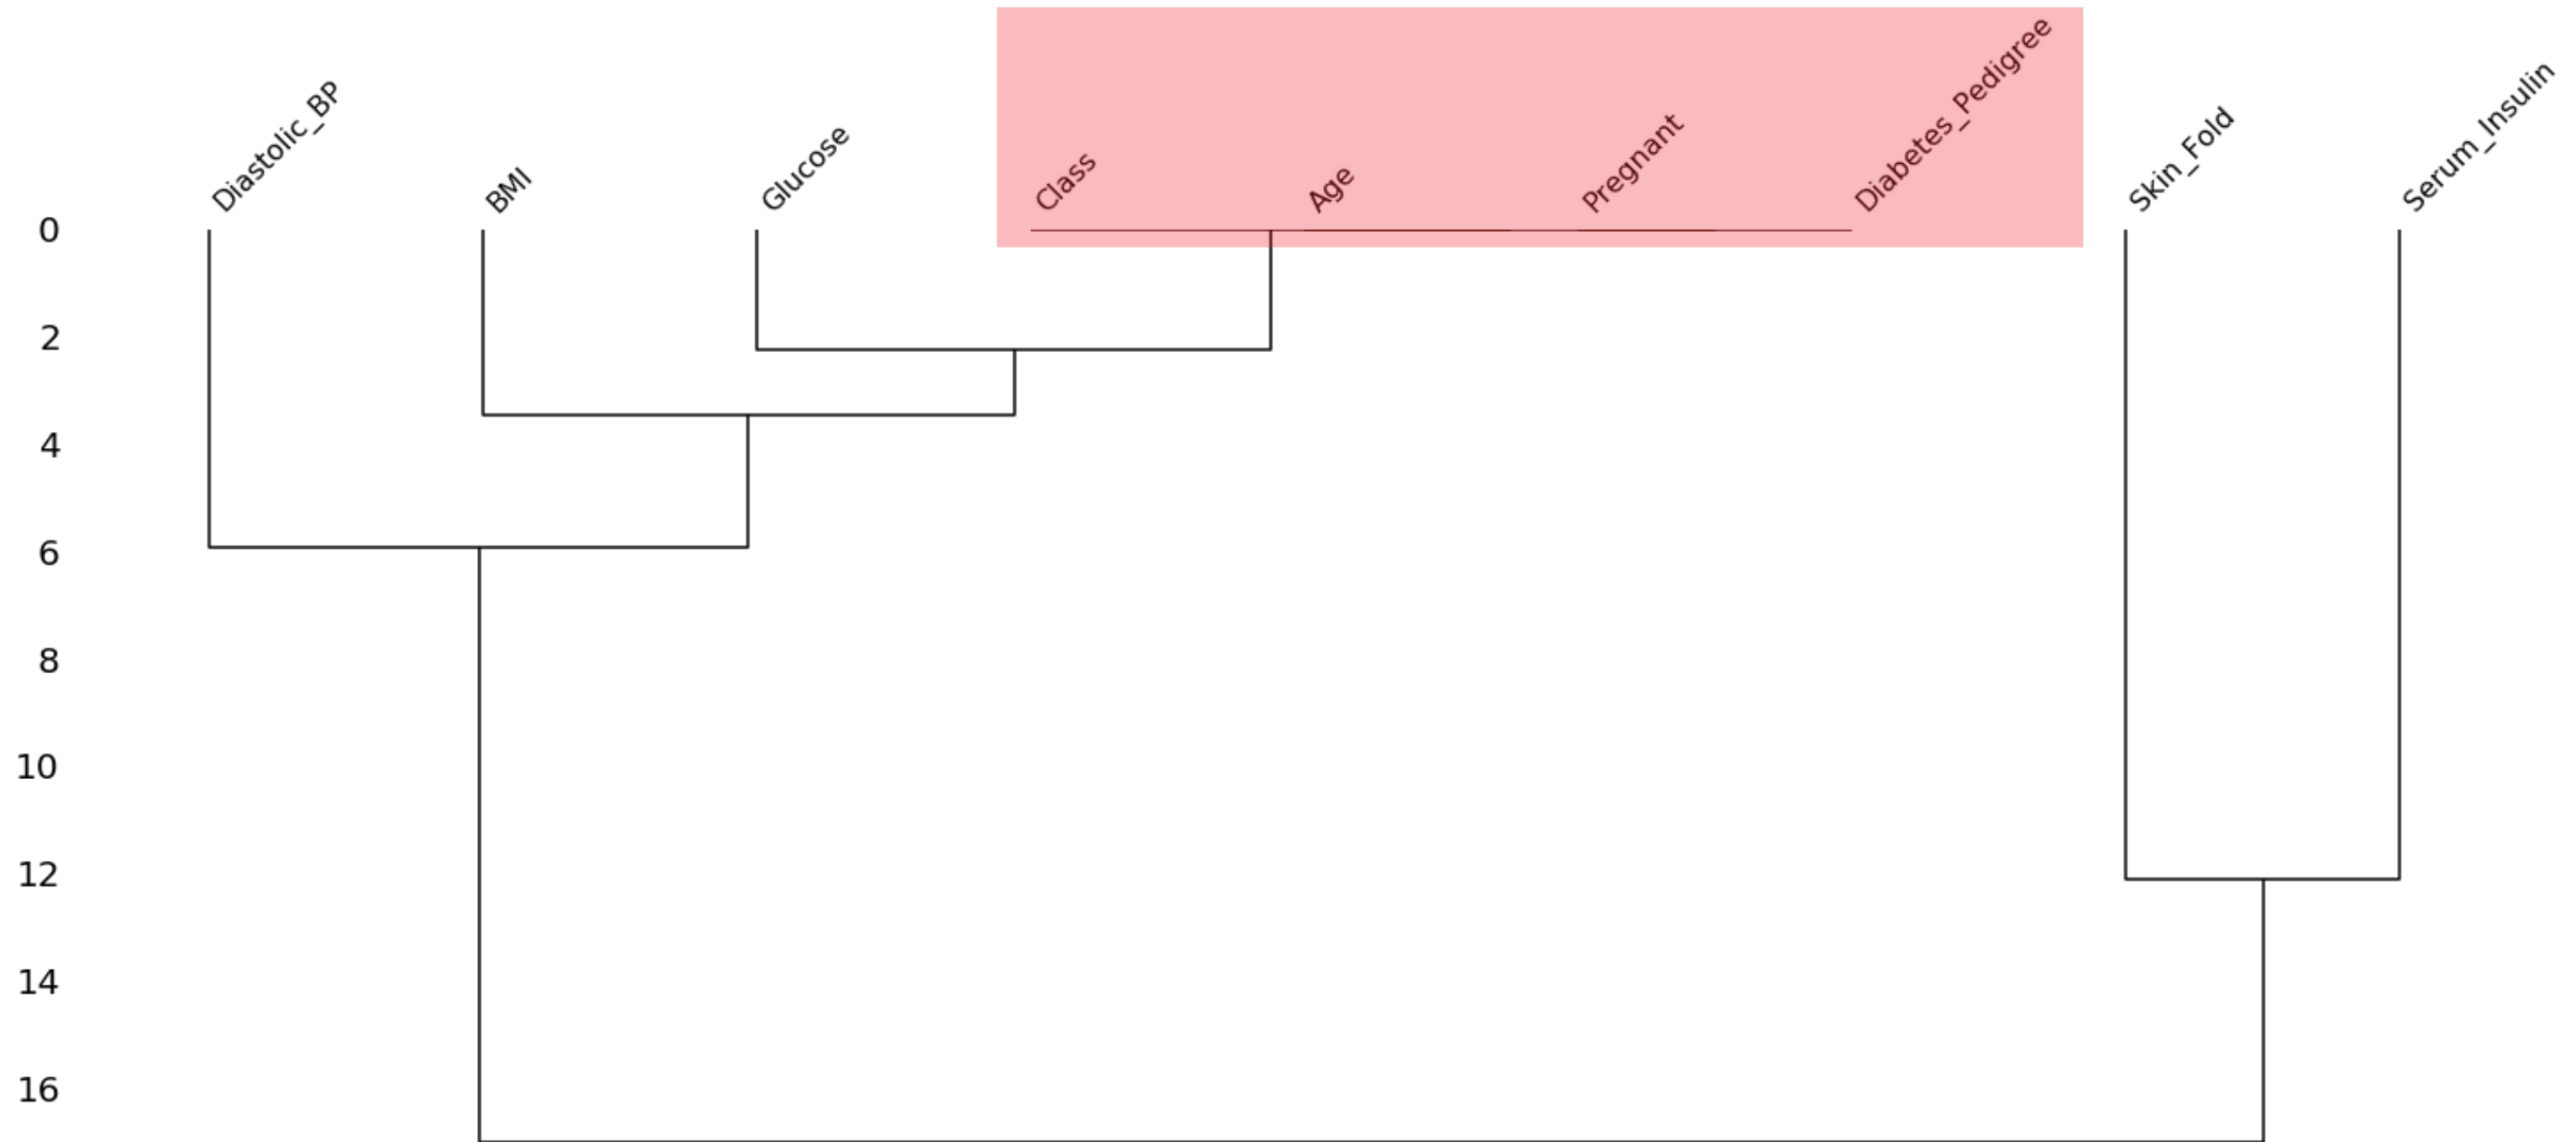 Diastolic_BP
BMI
Glucose
Class
Age
Pregnant
Diabetes_Pedigree
Skin_Fold
Serum_Insulin
0
2
4
6
8
10
12
14
16